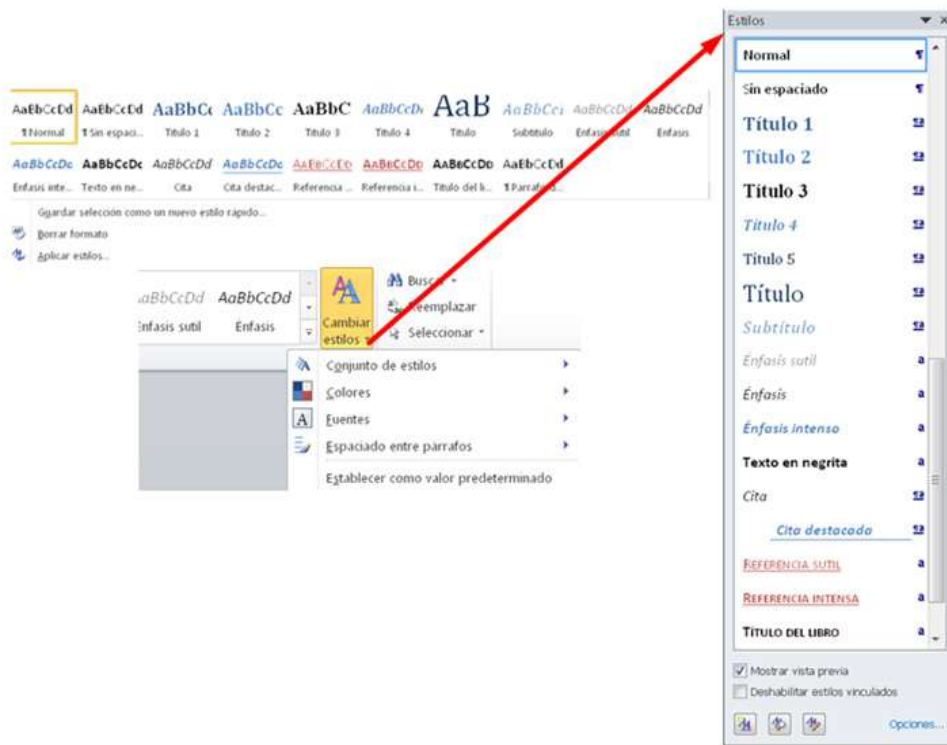 AaBbCcDd AaBbCcDd AaBbCc AaBbCc AaBbC AaBbCcDc AaB AaBbCci AaBbCcDd AaBbCcDd
¶ Normal ¶ Sin espaci... Título 1 Título 2 Título 3 Título 4 Título Subtítulo Énfasis sutil Énfasis
AaBbCcDc AaBbCcDc AaBbCcDd AaBbCcDc AaBbCcDd AaBbCcDd AaBbCcDd AaBbCcDd
Énfasis inte... Texto en ne... Cita Cita destac... Referencia ... Referencia i... Título del li...
Guardar selección como un nuevo estilo rápido...
Borrar formato
Aplicar estilos...
AaBbCcDd AaBbCcDd
Énfasis sutil Énfasis
Cambiar estilos
Buscar
Reemplazar
Seleccionar
Conjunto de estilos
Colores
Fuentes
Espaciado entre párrafos
Establecer como valor predeterminado
Estilos
Normal ¶
Sin espaciado ¶
Título 1 ¶a
Título 2 ¶a
Título 3 ¶a
Título 4 ¶a
Título 5 ¶a
Título ¶a
Subtítulo ¶a
Énfasis sutil a
Énfasis a
Énfasis intenso a
Texto en negrita a
Cita ¶a
Cita destacada ¶a
REFERENCIA SUTIL a
REFERENCIA INTENSA a
TÍTULO DEL LIBRO a
Mostrar vista previa
Deshabilitar estilos vinculados
Opciones...